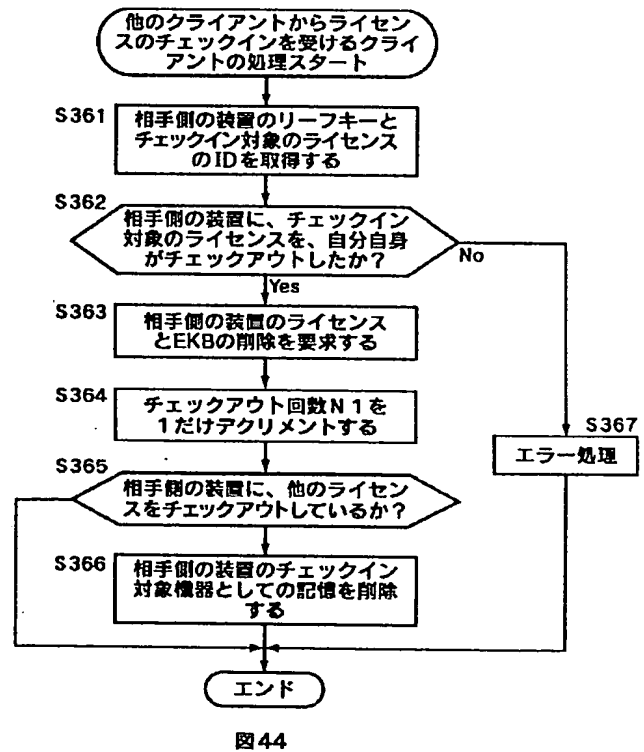 他のクライアントからライセン
スのチェックインを受けるクライ
アントの処理スタート
S361
相手側の装置のリーフキーと
チェックイン対象のライセンス
のIDを取得する
S362
相手側の装置に、チェックイン
対象のライセンスを、自分自身
がチェックアウトしたか？
No
Yes
S363
相手側の装置のライセンス
とEKBの削除を要求する
S364
チェックアウト回数N1を
1だけデクリメントする
S367
エラー処理
S365
相手側の装置に、他のライセン
スをチェックアウトしているか？
S366
相手側の装置のチェックイン
対象機器としての記憶を削除
する
エンド
図44